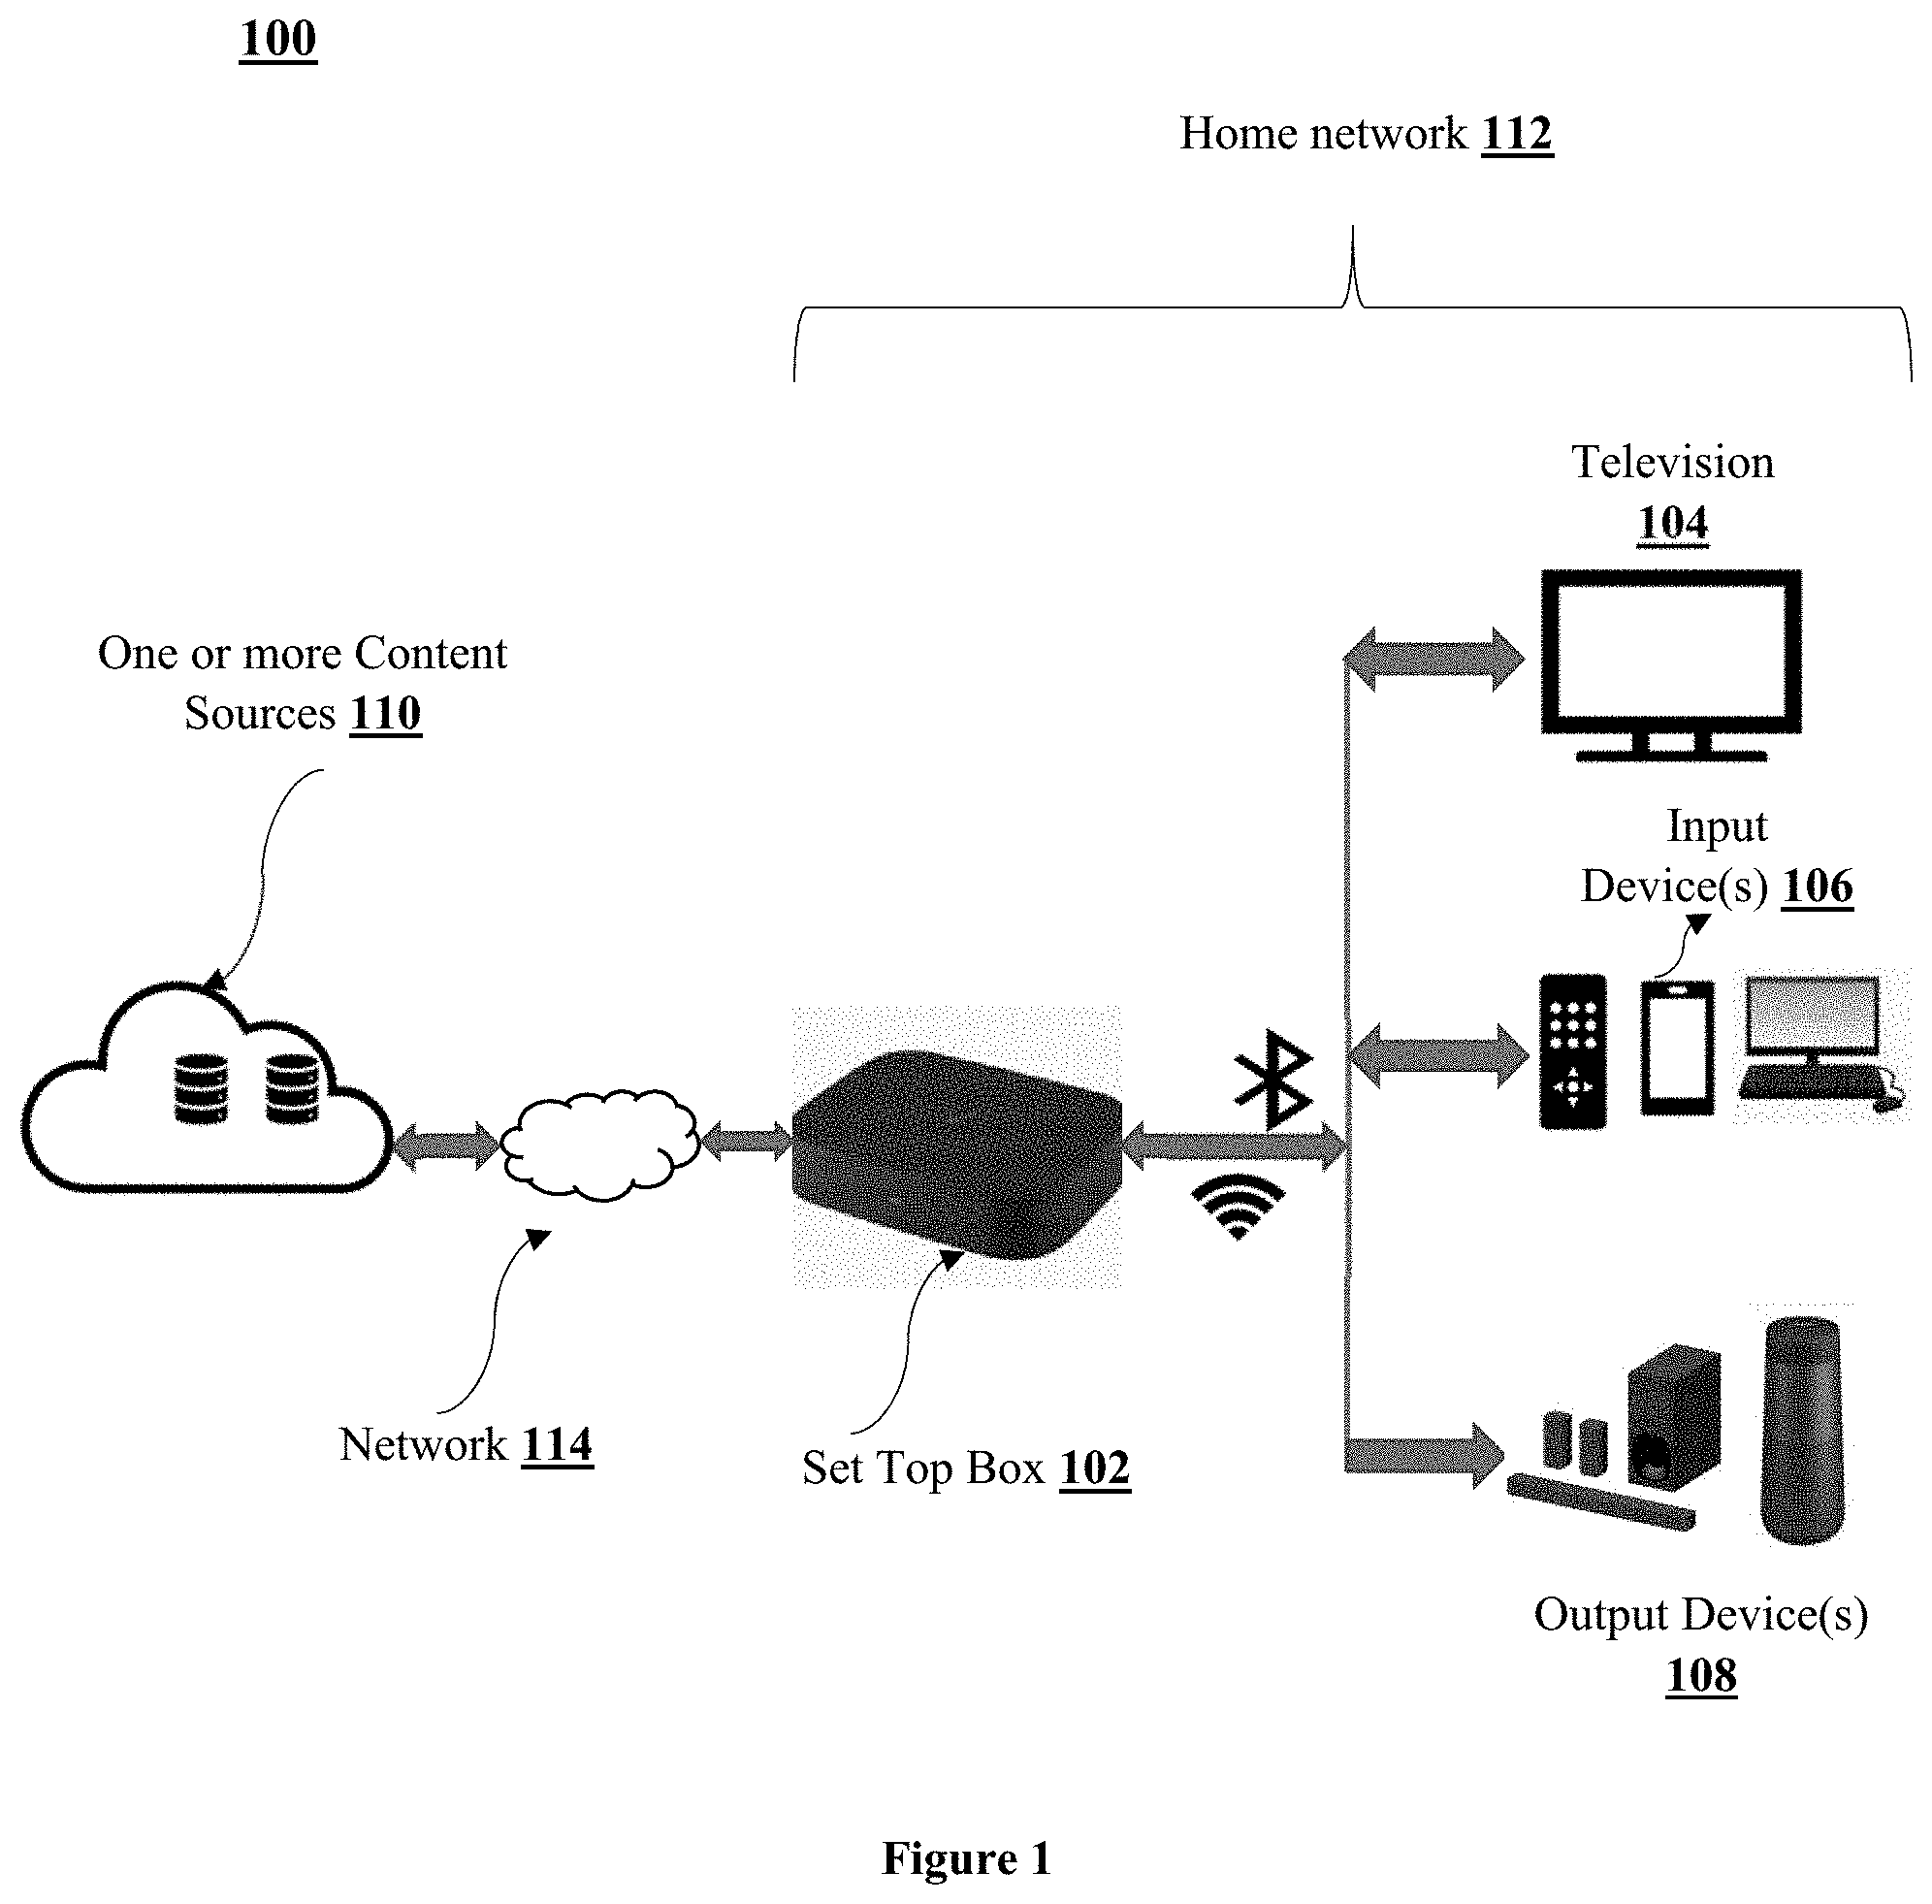 100
Home network 112
Television
104
One or more Content
Sources 110
Input
Device(s) 106
Network 114
Set Top Box 102
Output Device(s)
108
Figure 1